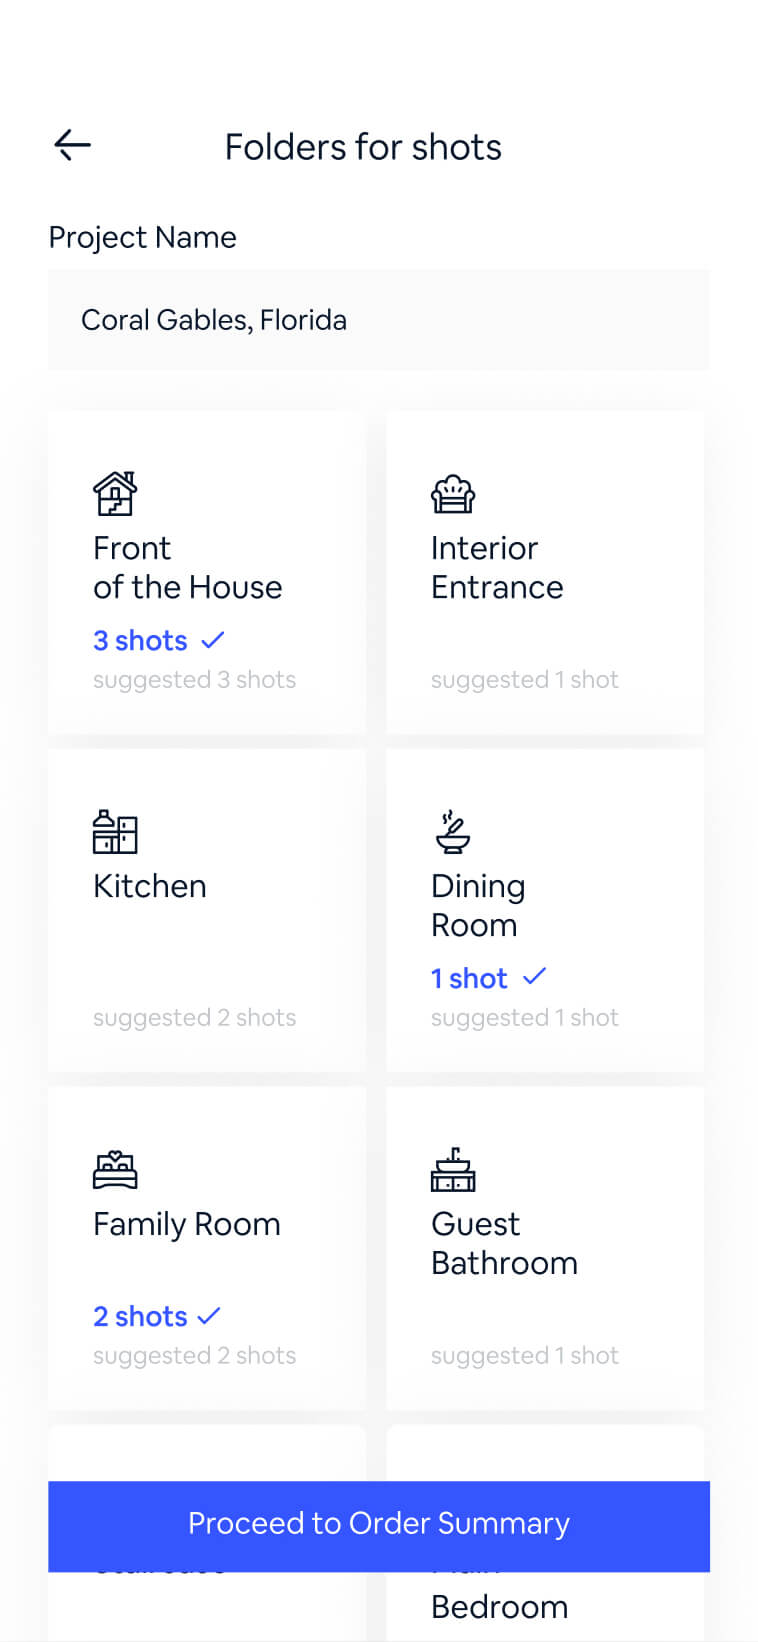 Folders for shots
Project Name
Coral Gables, Florida
Front
of the House
3 shots
suggested 3 shots
Interior
Entrance
suggested 1 shot
Kitchen
suggested 2 shots
Dining
Room
1 shot
suggested 1 shot
Family Room
2 shots
suggested 2 shots
Guest
Bathroom
suggested 1 shot
Proceed to Order Summary
Bedroom